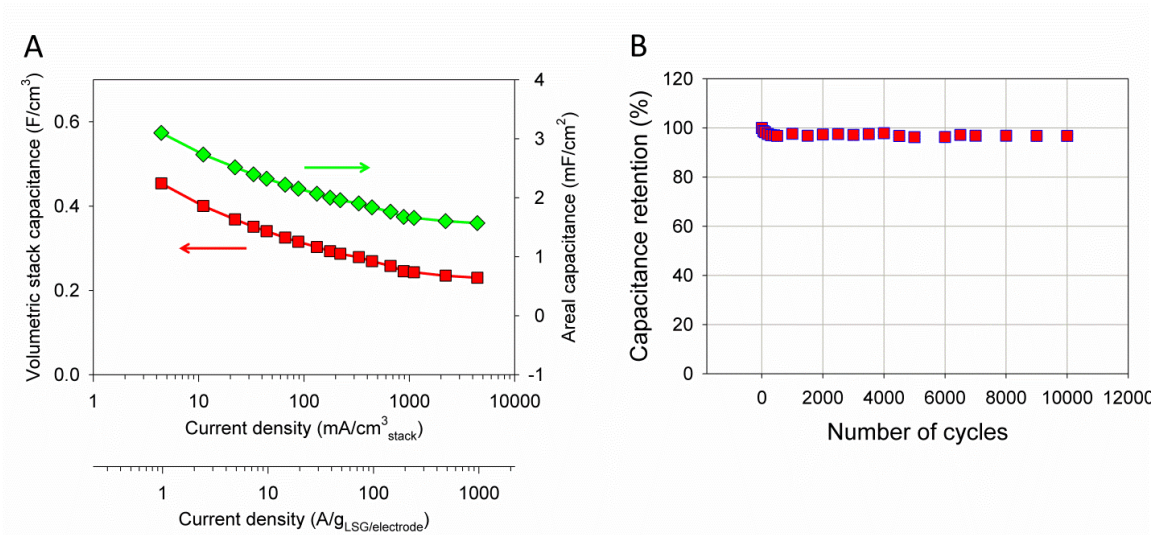 A
Volumetric stack capacitance (F/cm³)
0.6
0.4
0.2
0.0
4
3
2
1
0
-1
Areal capacitance (mF/cm²)
1 10 100 1000 10000
Current density (mA/cm³stack)
1 10 100 1000
Current density (A/gLSG/electrode)
B
Capacitance retention (%)
120
100
80
60
40
20
0
0 2000 4000 6000 8000 10000 12000
Number of cycles